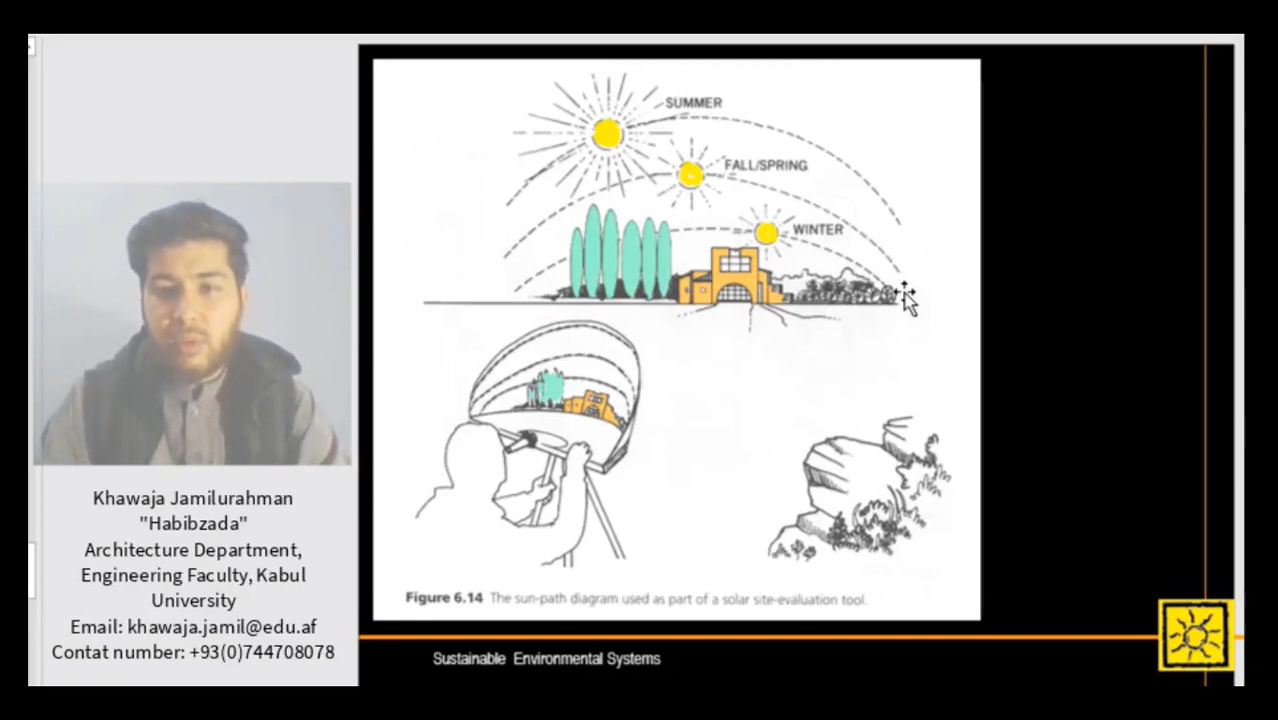 SUMMER
FALL/SPRING
WINTER
Figure 6.14 The sun-path diagram used as part of a solar site-evaluation tool.
Khawaja Jamilurahman
"Habibzada"
Architecture Department,
Engineering Faculty, Kabul
University
Email: khawaja.jamil@edu.af
Contat number: +93(0)744708078
Sustainable Environmental Systems